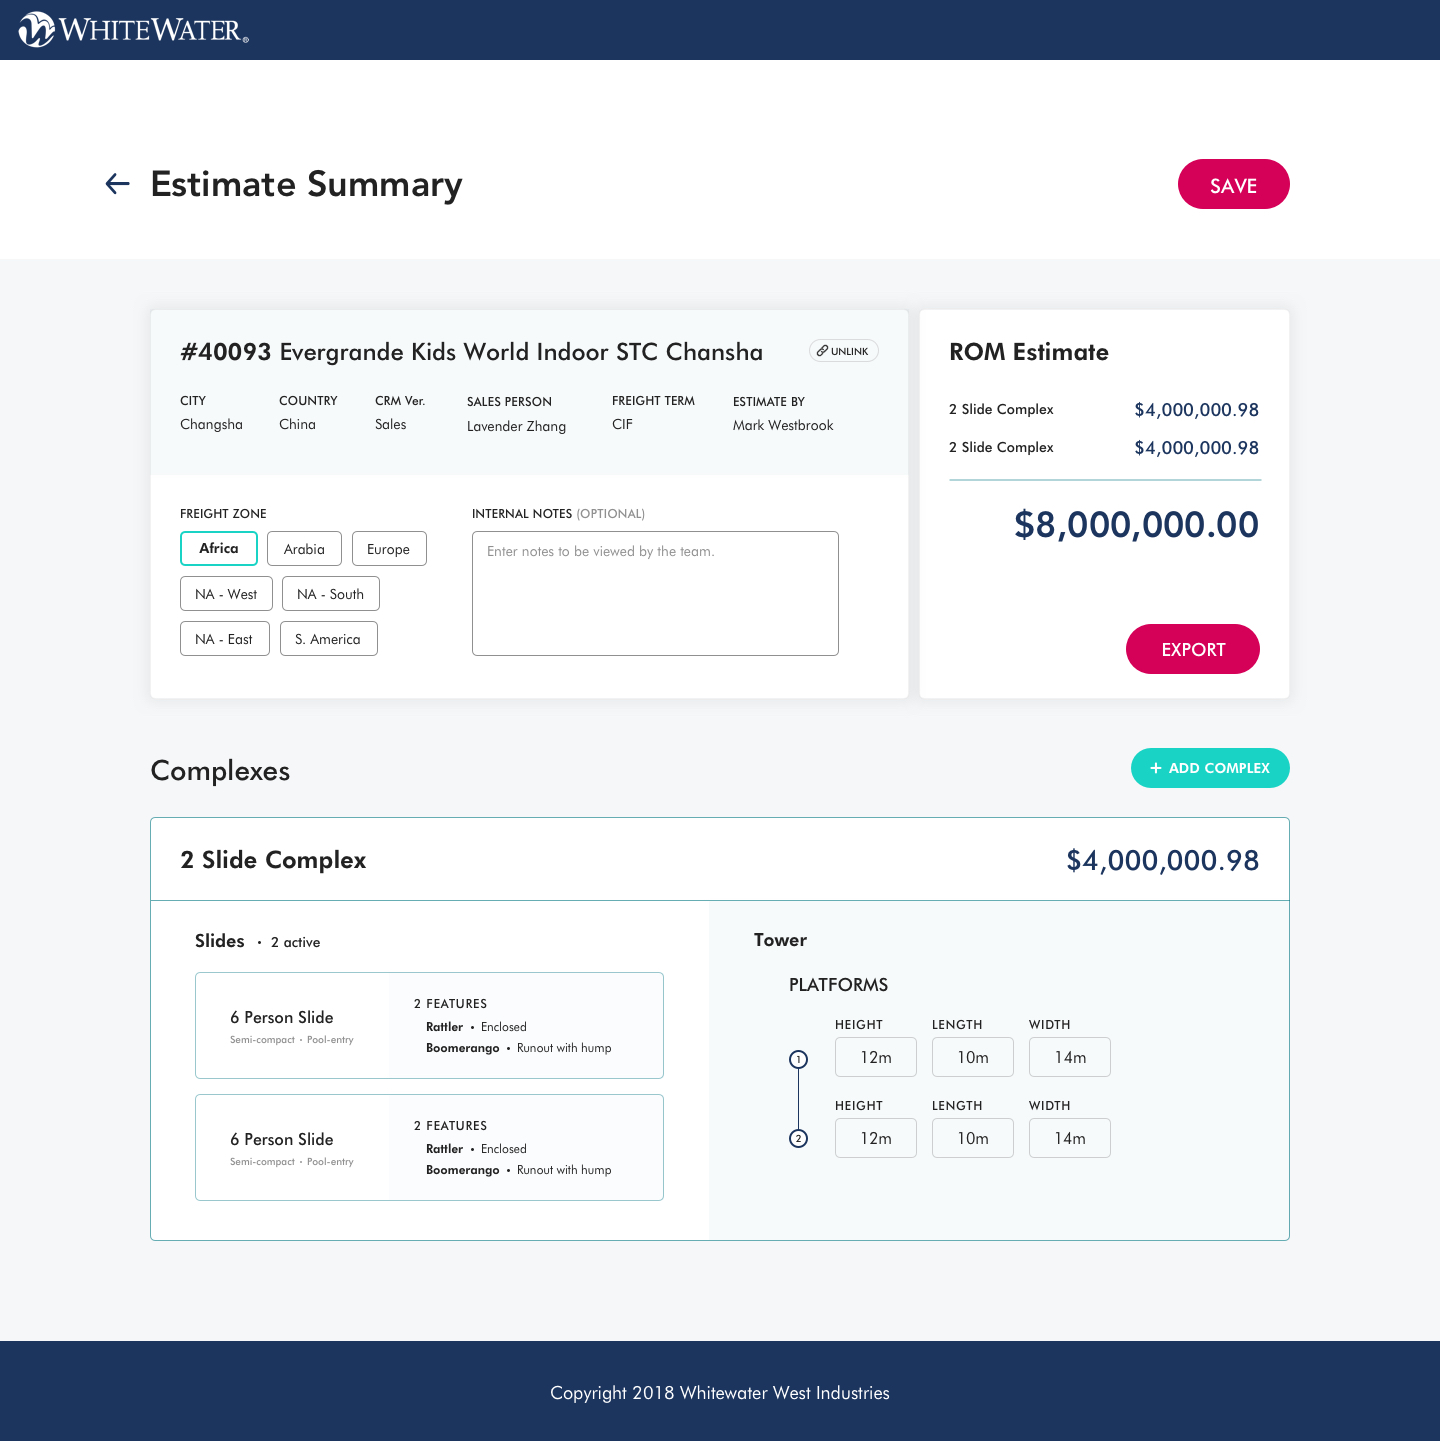 WHITEWATER®
Estimate Summary
SAVE
#40093 Evergrande Kids World Indoor STC Chansha
UNLINK
CITY COUNTRY CRM Ver. SALES PERSON FREIGHT TERM ESTIMATE BY
Changsha China Sales Lavender Zhang CIF Mark Westbrook
FREIGHT ZONE
Africa Arabia Europe
NA - West NA - South
NA - East S. America
INTERNAL NOTES (OPTIONAL)
Enter notes to be viewed by the team.
ROM Estimate
2 Slide Complex $4,000,000.98
2 Slide Complex $4,000,000.98
$8,000,000.00
EXPORT
Complexes
+ ADD COMPLEX
2 Slide Complex $4,000,000.98
Slides • 2 active
6 Person Slide
Semi-compact • Pool-entry
2 FEATURES
Rattler • Enclosed
Boomerango • Runout with hump
6 Person Slide
Semi-compact • Pool-entry
2 FEATURES
Rattler • Enclosed
Boomerango • Runout with hump
Tower
PLATFORMS
HEIGHT LENGTH WIDTH
1 12m 10m 14m
HEIGHT LENGTH WIDTH
2 12m 10m 14m
Copyright 2018 Whitewater West Industries